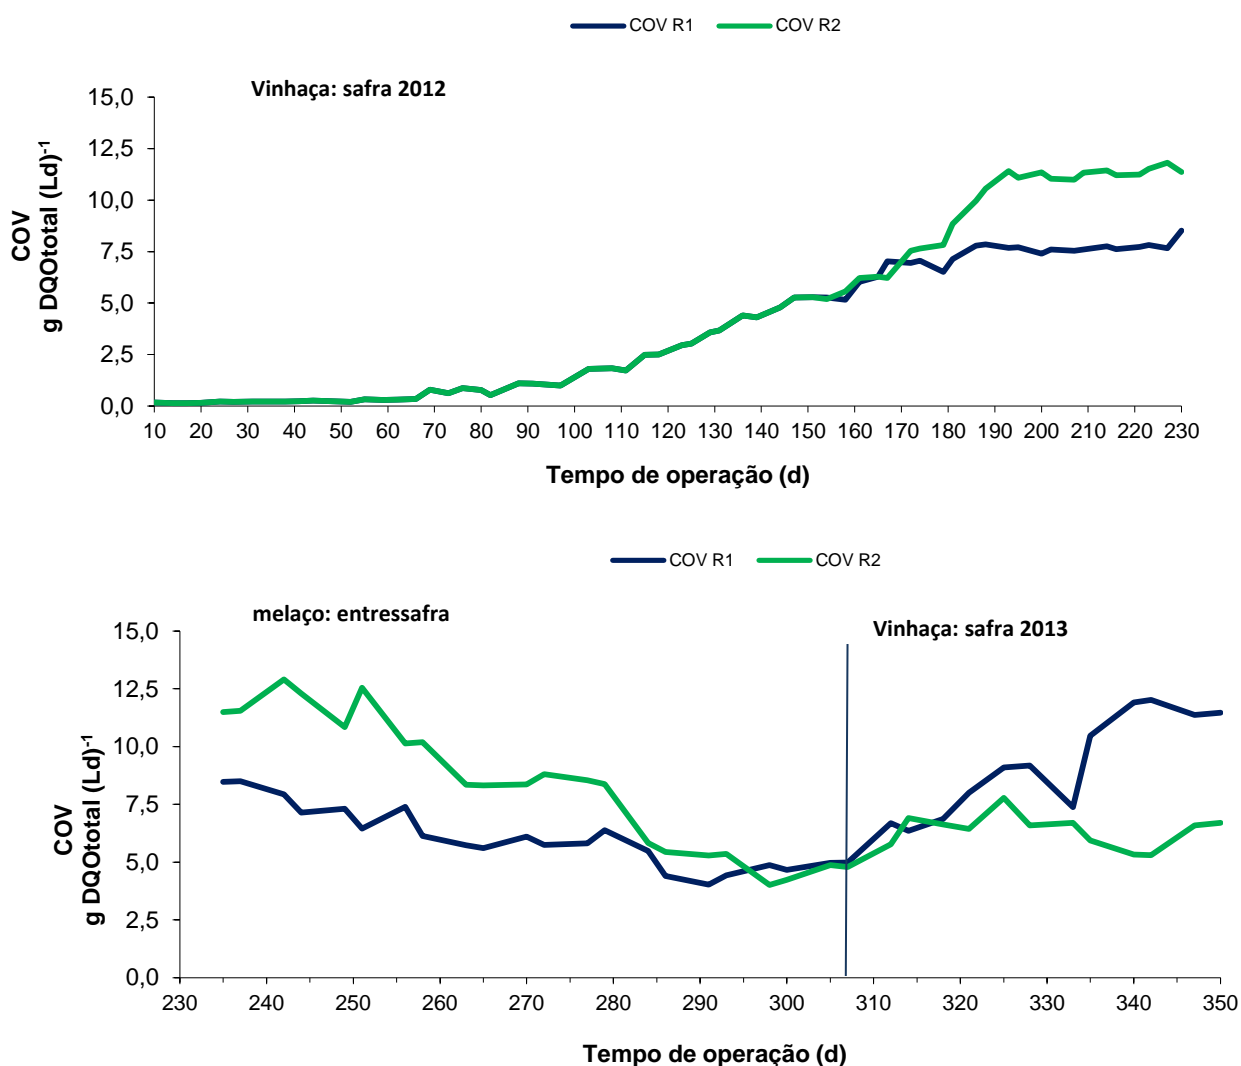 COV R1 COV R2
Vinhaça: safra 2012
15,0
12,5
10,0
7,5
5,0
2,5
0,0
COV
g DQOtotal (Ld)-1
10 20 30 40 50 60 70 80 90 100 110 120 130 140 150 160 170 180 190 200 210 220 230
Tempo de operação (d)
COV R1 COV R2
melaço: entressafra
Vinhaça: safra 2013
15,0
12,5
10,0
7,5
5,0
2,5
0,0
COV
g DQOtotal (Ld)-1
230 240 250 260 270 280 290 300 310 320 330 340 350
Tempo de operação (d)